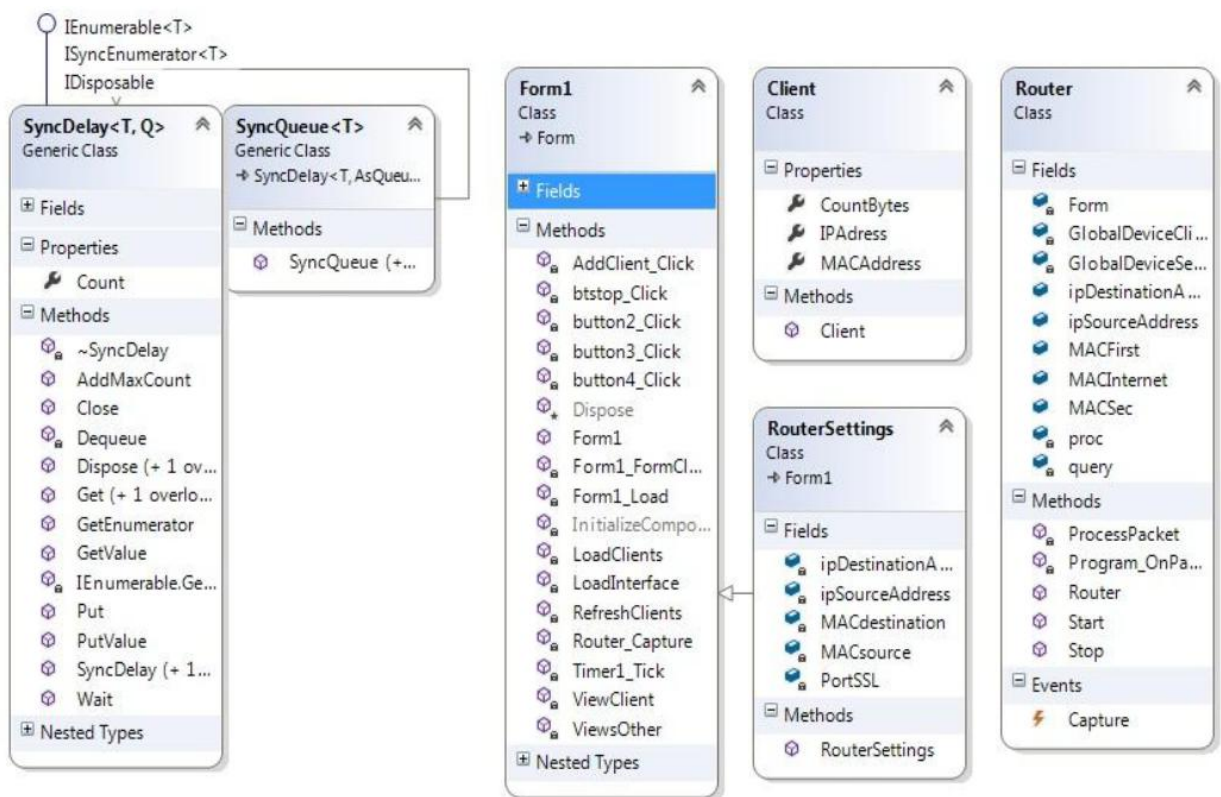 IEnumerable<T>
ISyncEnumerator<T>
IDisposable
SyncDelay<T, Q>
Generic Class
Fields
Properties
Count
Methods
~SyncDelay
AddMaxCount
Close
Dequeue
Dispose (+ 1 ov...
Get (+ 1 overlo...
GetEnumerator
GetValue
IEnumerable.Ge...
Put
PutValue
SyncDelay (+ 1...
Wait
Nested Types
SyncQueue<T>
Generic Class
SyncDelay<T, AsQueu...
Methods
SyncQueue (+...
Form1
Class
Form
Fields
Methods
AddClient_Click
btstop_Click
button2_Click
button3_Click
button4_Click
Dispose
Form1
Form1_FormCl...
Form1_Load
InitializeCompo...
LoadClients
LoadInterface
RefreshClients
Router_Capture
Timer1_Tick
ViewClient
ViewsOther
Nested Types
Client
Class
Properties
CountBytes
IPAdress
MACAddress
Methods
Client
RouterSettings
Class
Form1
Fields
ipDestinationA...
ipSourceAddress
MACdestination
MACsource
PortSSL
Methods
RouterSettings
Router
Class
Fields
Form
GlobalDeviceCli...
GlobalDeviceSe...
ipDestinationA...
ipSourceAddress
MACFirst
MACInternet
MACSec
proc
query
Methods
ProcessPacket
Program_OnPa...
Router
Start
Stop
Events
Capture